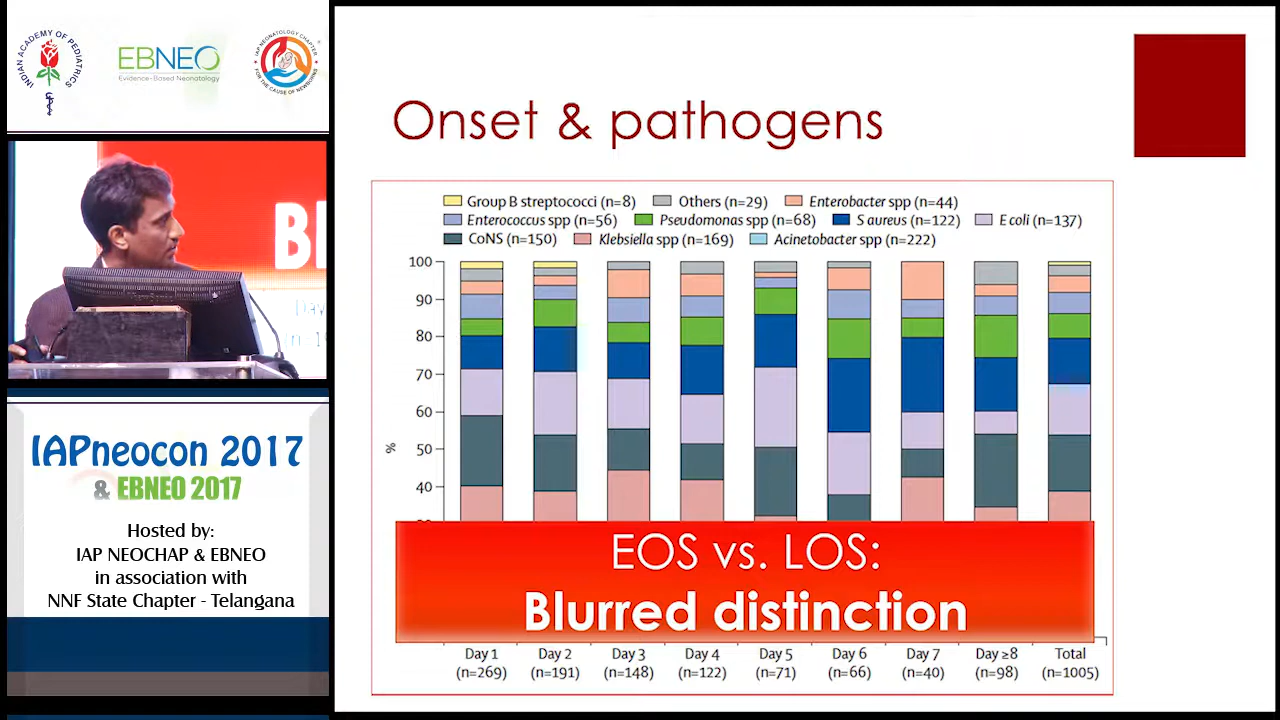 INDIAN ACADEMY OF PEDIATRICS
EBNEO
Evidence-Based Neonatology
IAP NEONATOLOGY CHAPTER
FOR THE CAUSE OF NEWBORNS
Onset & pathogens
Group B streptococci (n=8) Others (n=29) Enterobacter spp (n=44)
Enterococcus spp (n=56) Pseudomonas spp (n=68) S aureus (n=122) E coli (n=137)
CoNS (n=150) Klebsiella spp (n=169) Acinetobacter spp (n=222)
100
90
80
70
60
50
40
%
EOS vs. LOS:
Blurred distinction
Day 1 Day 2 Day 3 Day 4 Day 5 Day 6 Day 7 Day ≥8 Total
(n=269) (n=191) (n=148) (n=122) (n=71) (n=66) (n=40) (n=98) (n=1005)
IAPneocon 2017
& EBNEO 2017
Hosted by:
IAP NEOCHAP & EBNEO
in association with
NNF State Chapter - Telangana